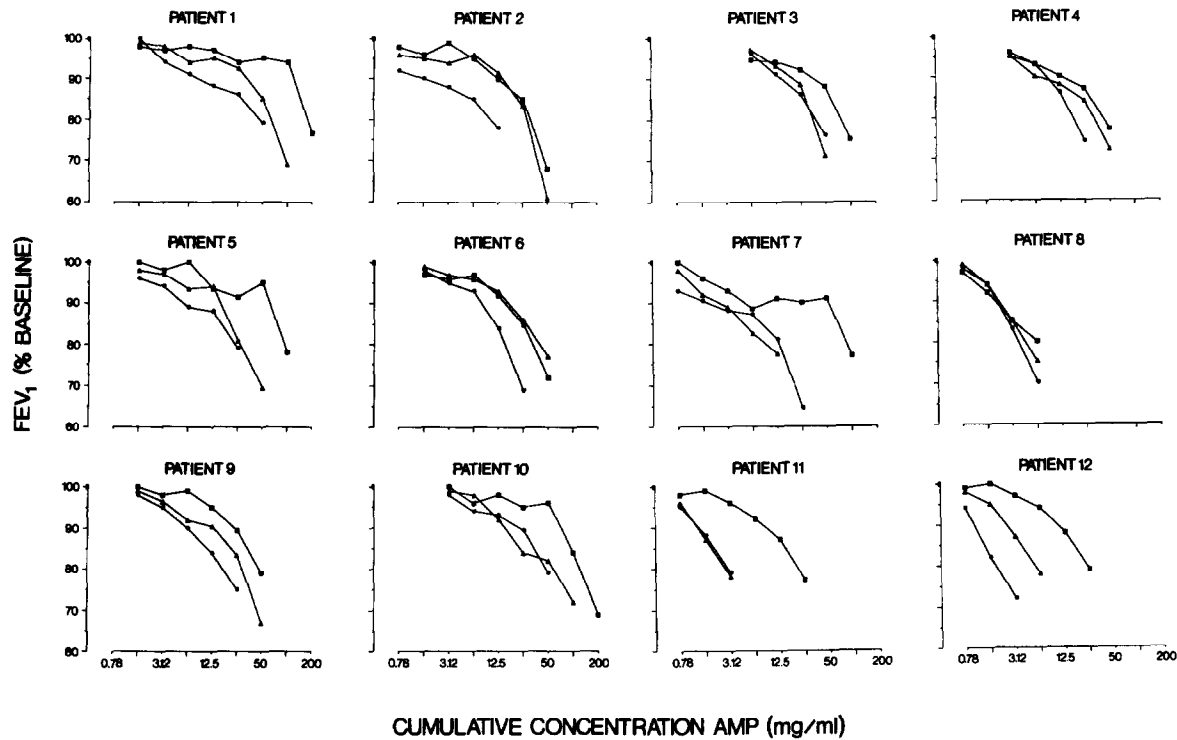 PATIENT 1 PATIENT 2 PATIENT 3 PATIENT 4
100
90
80
70
60
PATIENT 5 PATIENT 6 PATIENT 7 PATIENT 8
100
90
80
70
60
PATIENT 9 PATIENT 10 PATIENT 11 PATIENT 12
100
90
80
70
60
FEV1 (% BASELINE)
0.78 3.12 12.5 50 200 0.78 3.12 12.5 50 200 0.78 3.12 12.5 50 200 0.78 3.12 12.5 50 200
CUMULATIVE CONCENTRATION AMP (mg/ml)